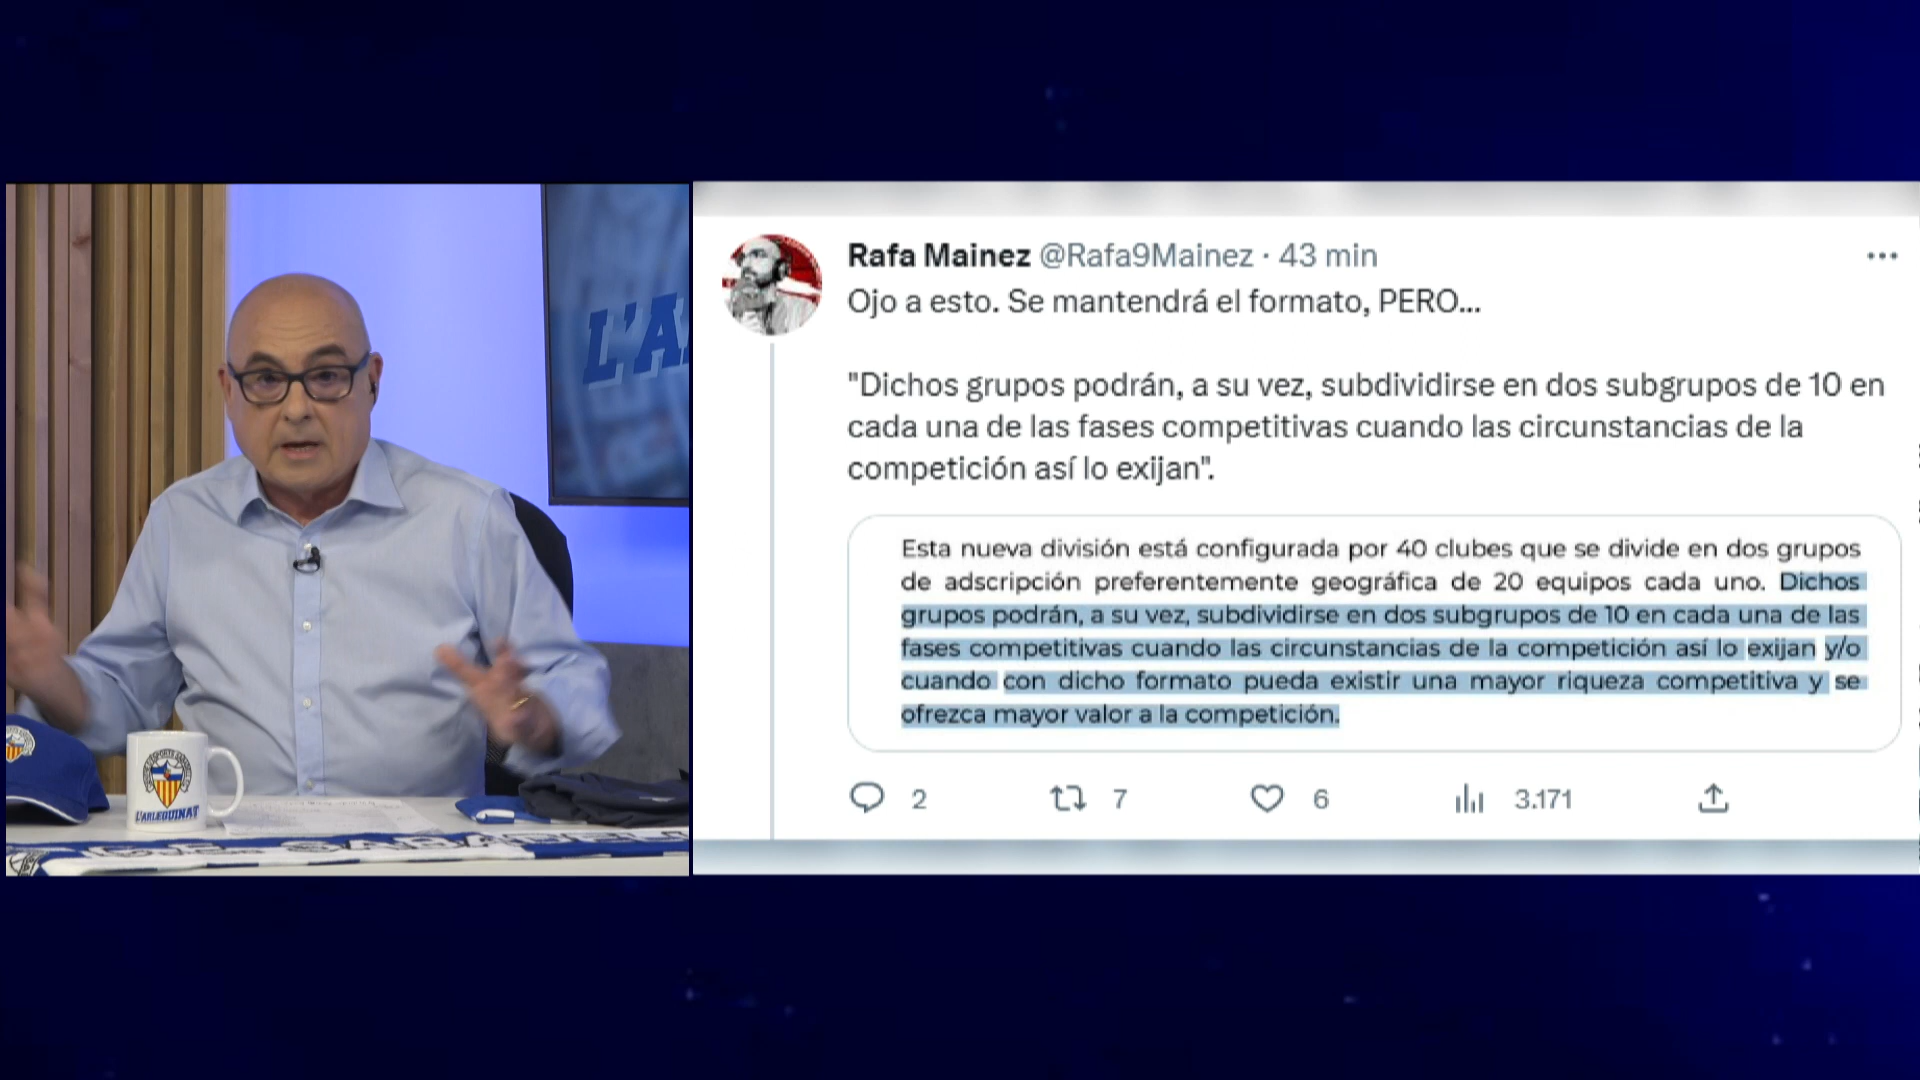 L'A
L'ARLEQUINAT
C.E. SABADELL
Rafa Mainez @Rafa9Mainez · 43 min
Ojo a esto. Se mantendrá el formato, PERO...
"Dichos grupos podrán, a su vez, subdividirse en dos subgrupos de 10 en
cada una de las fases competitivas cuando las circunstancias de la
competición así lo exijan".
Esta nueva división está configurada por 40 clubes que se divide en dos grupos
de adscripción preferentemente geográfica de 20 equipos cada uno. Dichos
grupos podrán, a su vez, subdividirse en dos subgrupos de 10 en cada una de las
fases competitivas cuando las circunstancias de la competición así lo exijan y/o
cuando con dicho formato pueda existir una mayor riqueza competitiva y se
ofrezca mayor valor a la competición.
2 7 6 3.171